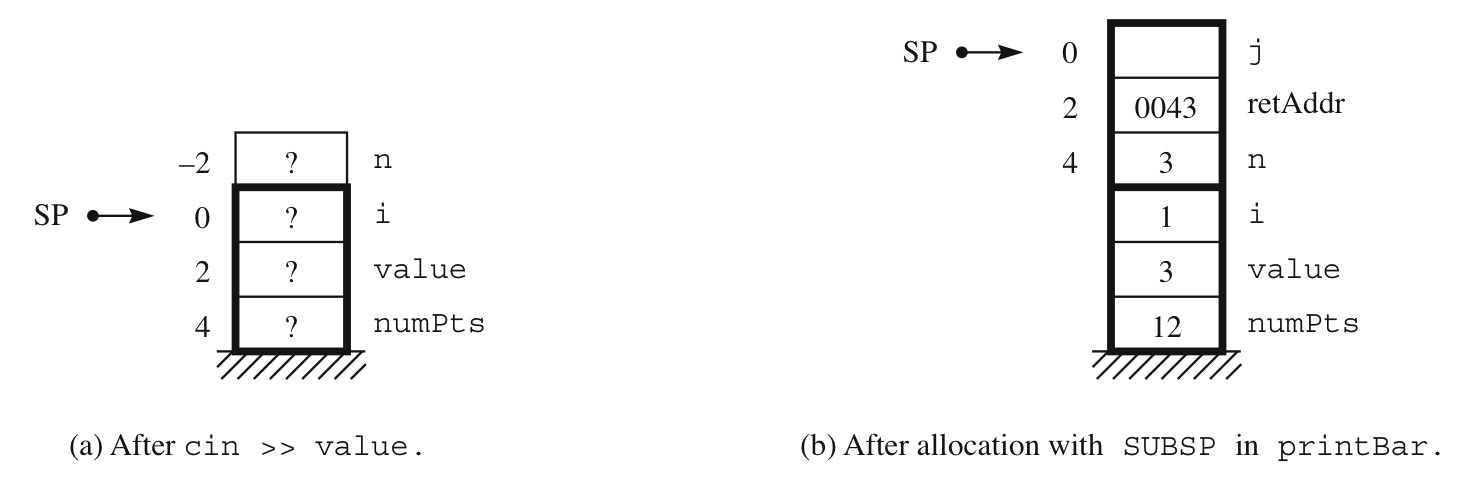 SP 0 j
2 0043 retAddr
–2 ? n 4 3 n
SP 0 ? i 1 i
2 ? value 3 value
4 ? numPts 12 numPts
(a) After cin >> value. (b) After allocation with SUBSP in printBar.